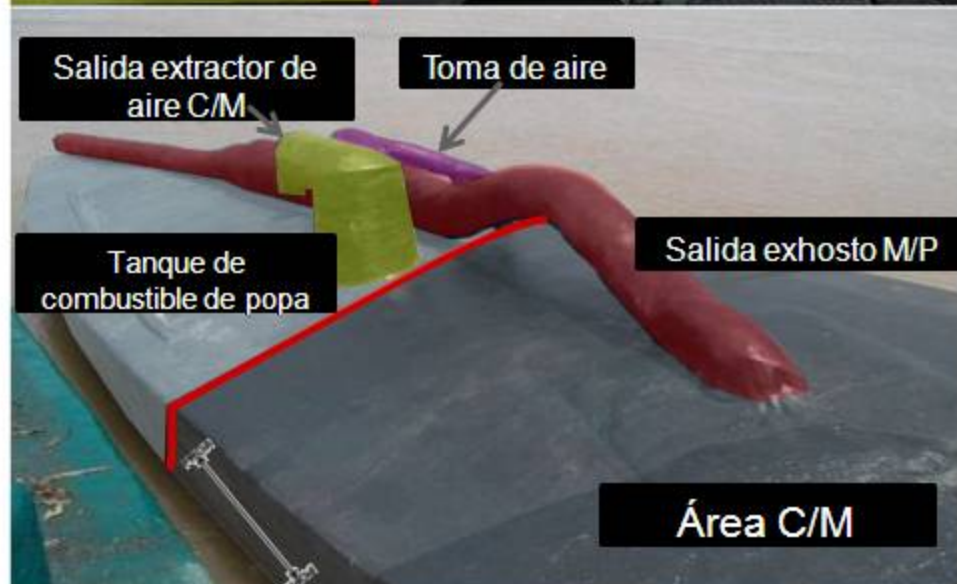 Salida extractor de
aire C/M
Toma de aire
Tanque de
combustible de popa
Salida exhosto M/P
Área C/M